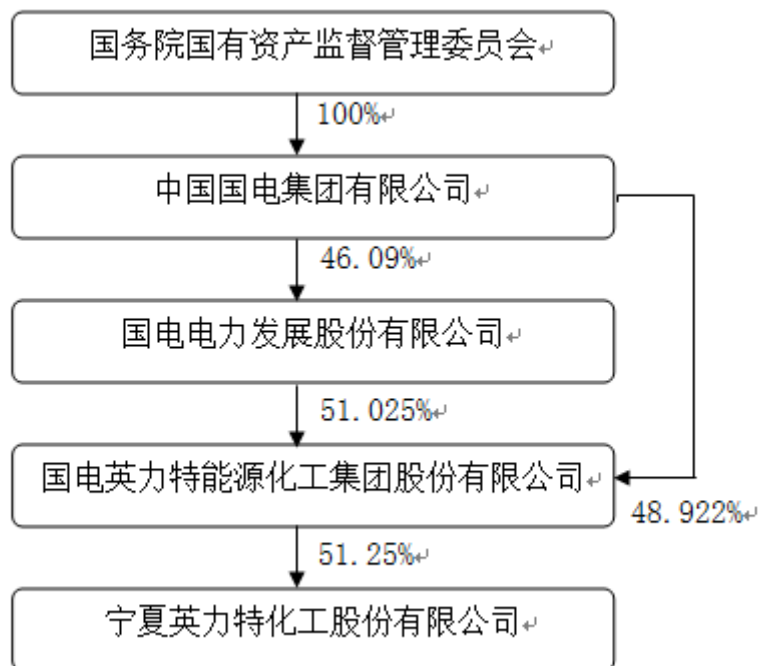 国务院国有资产监督管理委员会
100%
中国国电集团有限公司
46.09%
国电电力发展股份有限公司
51.025%
国电英力特能源化工集团股份有限公司
48.922%
51.25%
宁夏英力特化工股份有限公司